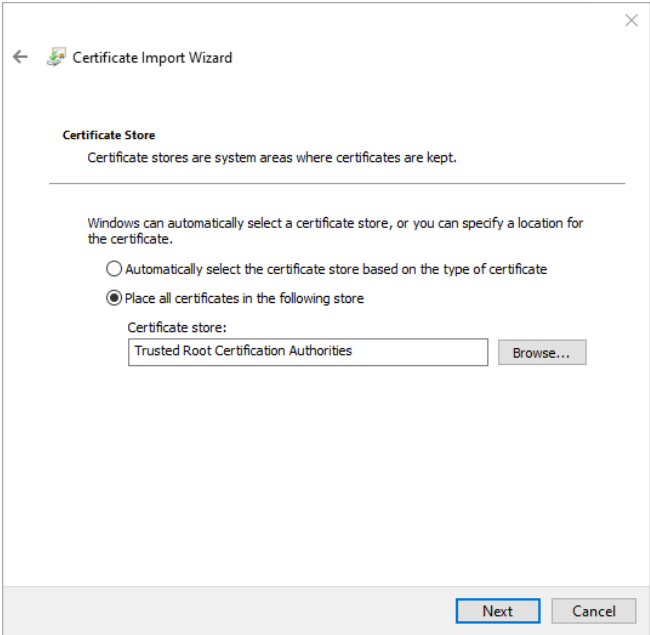 Certificate Import Wizard
Certificate Store
Certificate stores are system areas where certificates are kept.
Windows can automatically select a certificate store, or you can specify a location for
the certificate.
Automatically select the certificate store based on the type of certificate
Place all certificates in the following store
Certificate store:
Trusted Root Certification Authorities
Browse...
Next
Cancel